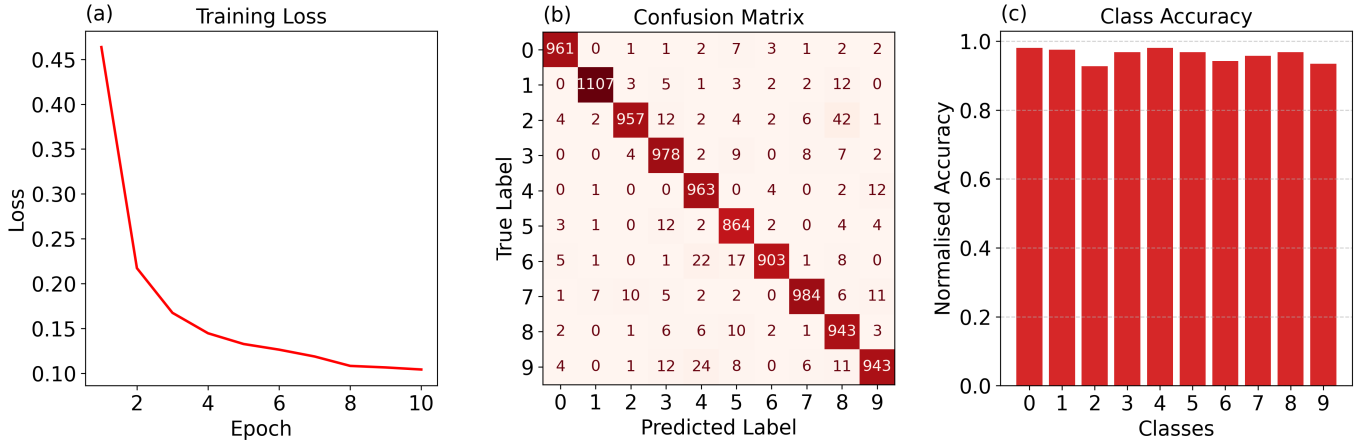 (a)
Training Loss
0.45
0.40
0.35
0.30
0.25
0.20
0.15
0.10
Loss
2 4 6 8 10
Epoch
(b)
Confusion Matrix
0 961 0 1 1 2 7 3 1 2 2
1 0 1107 3 5 1 3 2 2 12 0
2 4 2 957 12 2 4 2 6 42 1
3 0 0 4 978 2 9 0 8 7 2
4 0 1 0 0 963 0 4 0 2 12
5 3 1 0 12 2 864 2 0 4 4
6 5 1 0 1 22 17 903 1 8 0
7 1 7 10 5 2 2 0 984 6 11
8 2 0 1 6 6 10 2 1 943 3
9 4 0 1 12 24 8 0 6 11 943
True Label
0 1 2 3 4 5 6 7 8 9
Predicted Label
(c)
Class Accuracy
1.0
0.8
0.6
0.4
0.2
0.0
Normalised Accuracy
0 1 2 3 4 5 6 7 8 9
Classes